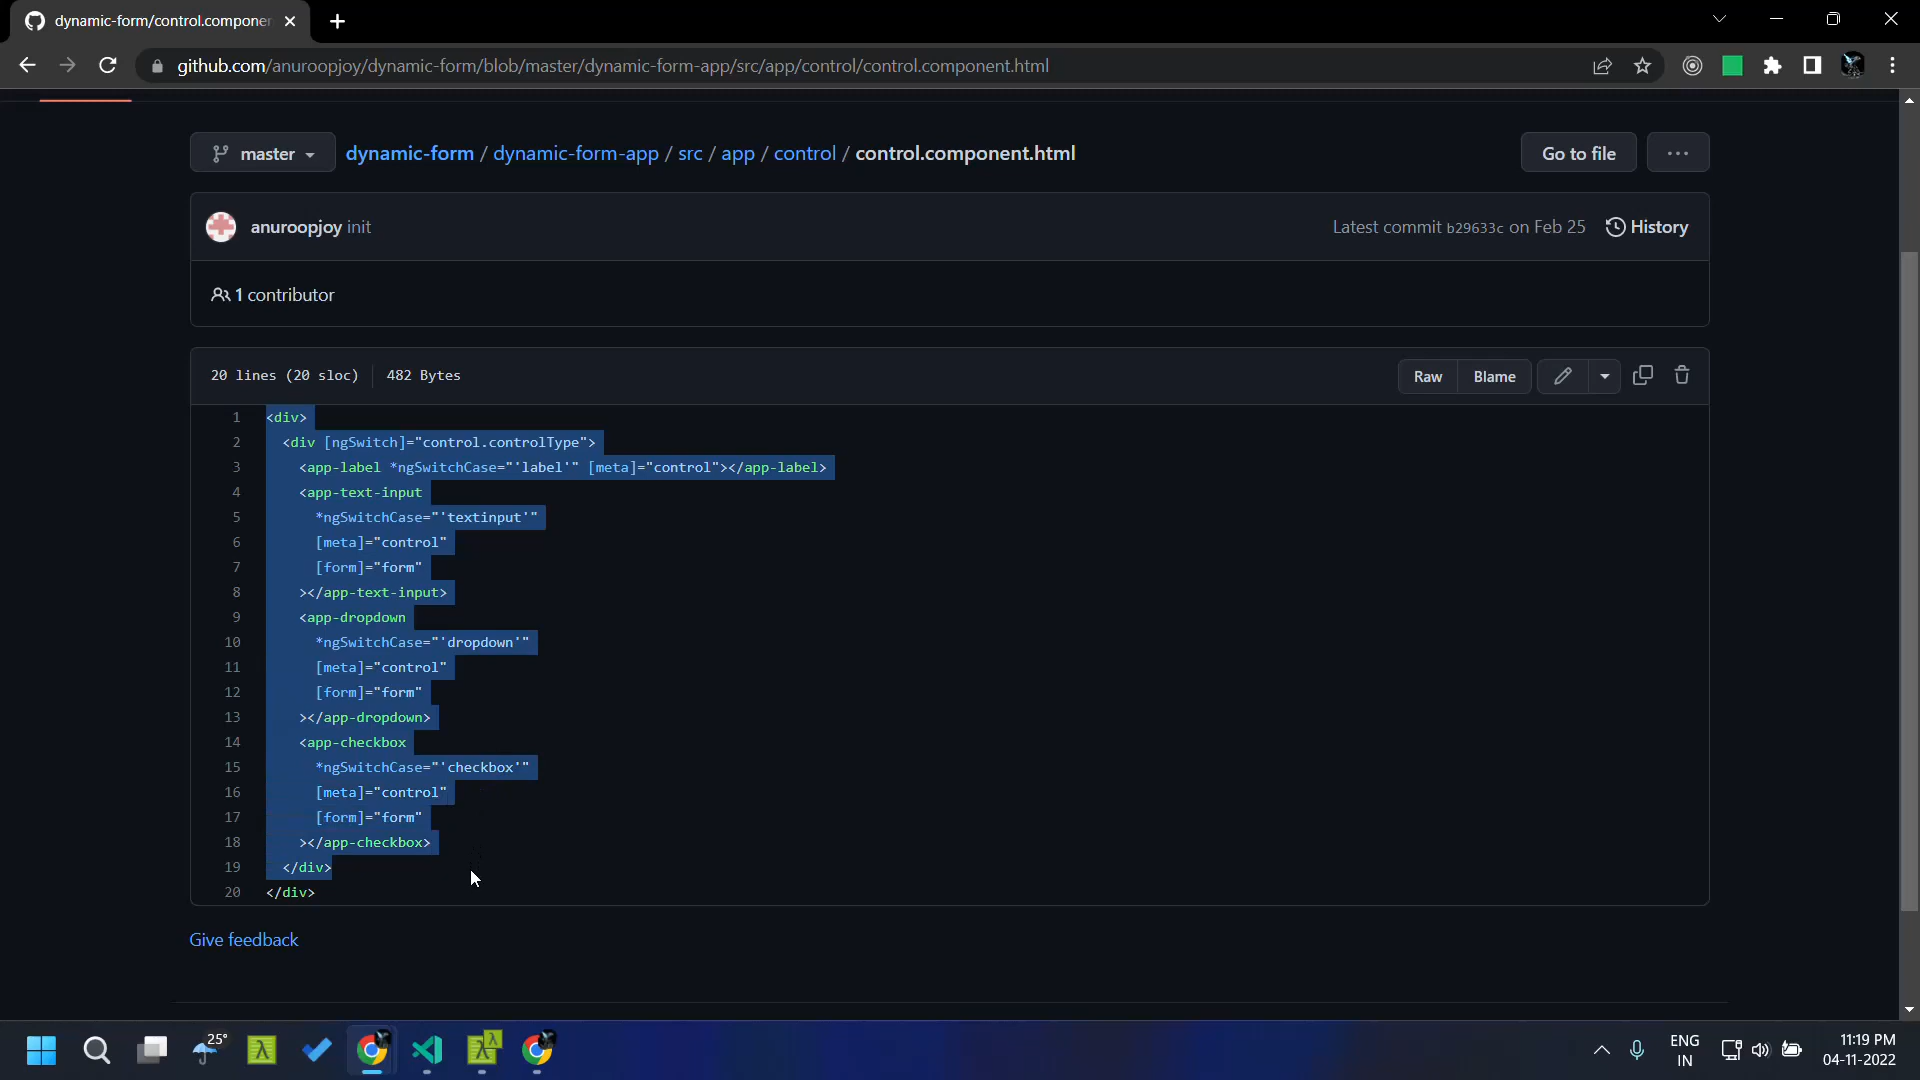 dynamic-form/control.componen
github.com/anuroopjoy/dynamic-form/blob/master/dynamic-form-app/src/app/control/control.component.html
master
dynamic-form / dynamic-form-app / src / app / control / control.component.html
Go to file
...
anuroopjoy init
Latest commit b29633c on Feb 25
History
1 contributor
20 lines (20 sloc)
482 Bytes
Raw
Blame
1 <div>
2 <div [ngSwitch]="control.controlType">
3 <app-label *ngSwitchCase="'label'" [meta]="control"></app-label>
4 <app-text-input
5 *ngSwitchCase="'textinput'"
6 [meta]="control"
7 [form]="form"
8 ></app-text-input>
9 <app-dropdown
10 *ngSwitchCase="'dropdown'"
11 [meta]="control"
12 [form]="form"
13 ></app-dropdown>
14 <app-checkbox
15 *ngSwitchCase="'checkbox'"
16 [meta]="control"
17 [form]="form"
18 ></app-checkbox>
19 </div>
20 </div>
Give feedback
25°
ENG
IN
11:19 PM
04-11-2022